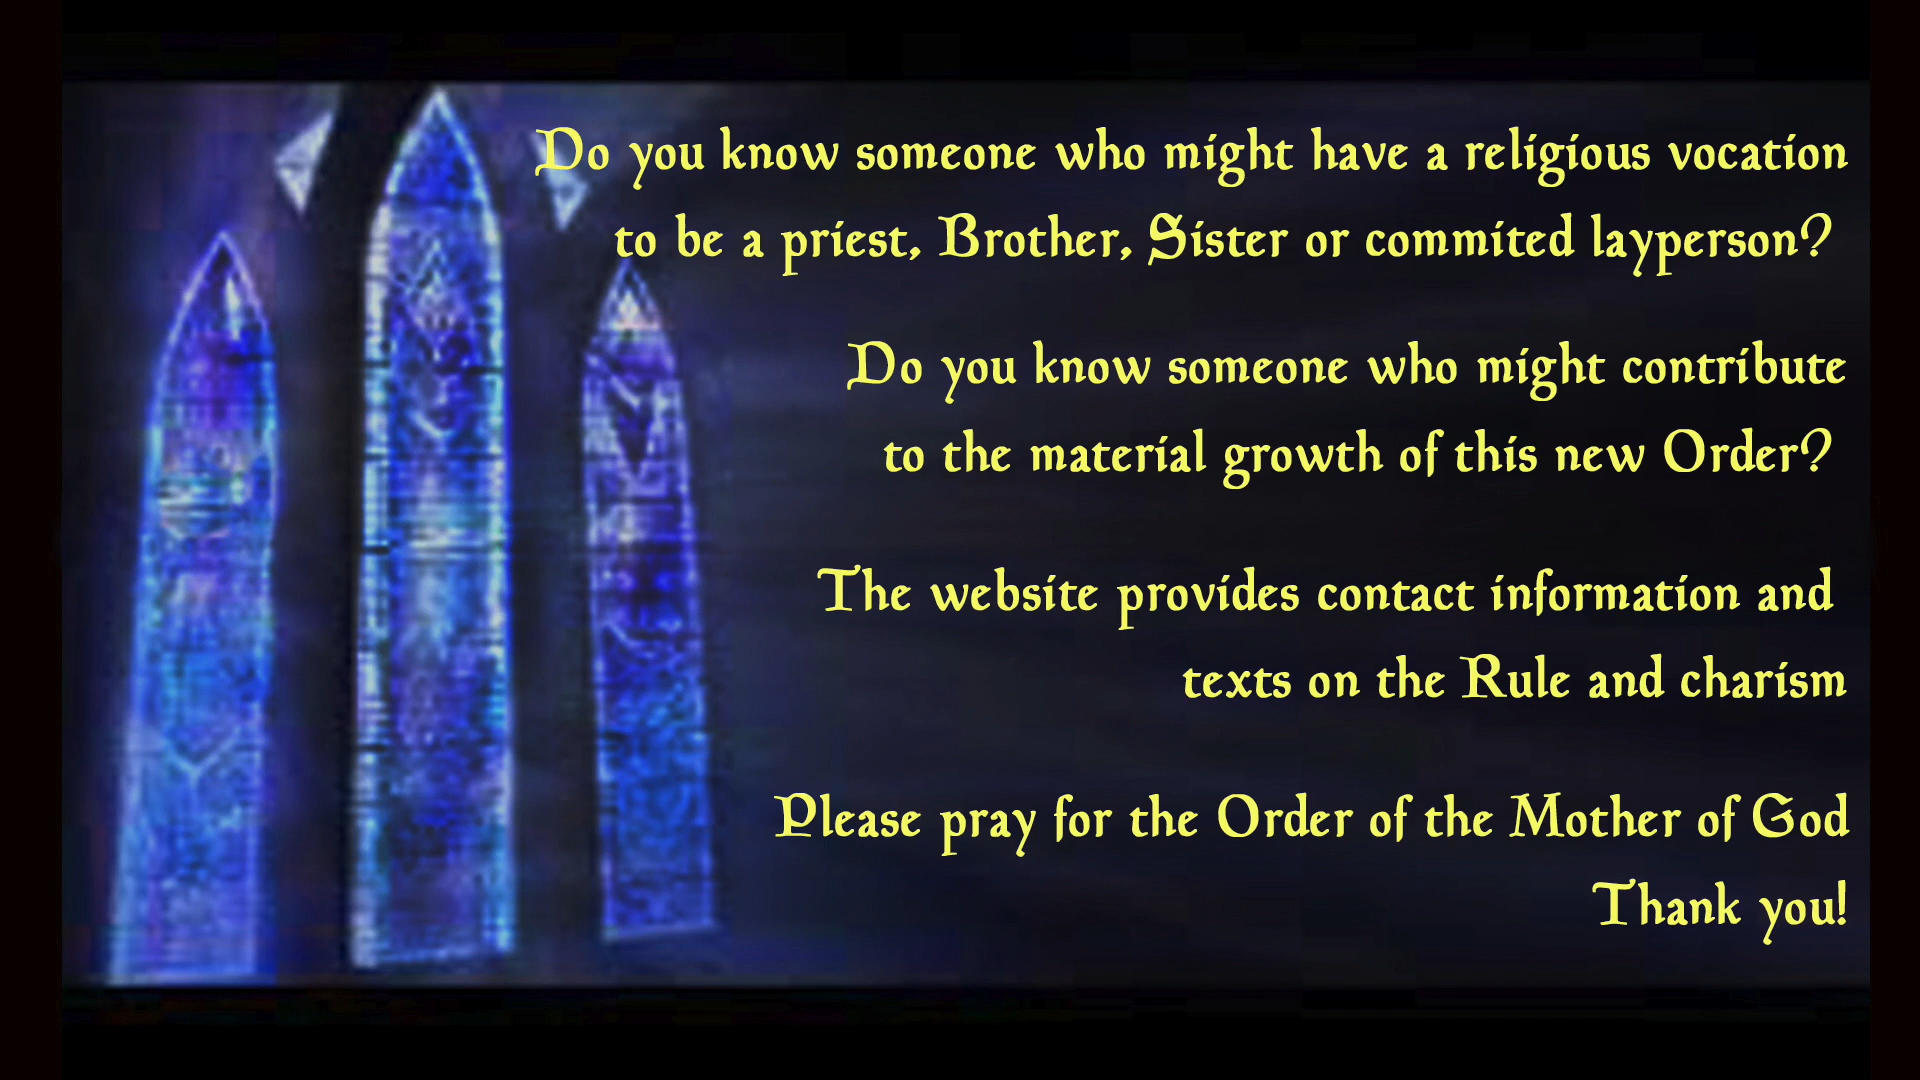 Do you know someone who might have a religious vocation
to be a priest, Brother, Sister or commited layperson?
Do you know someone who might contribute
to the material growth of this new Order?
The website provides contact information and
texts on the Rule and charism
Please pray for the Order of the Mother of God
Thank you!